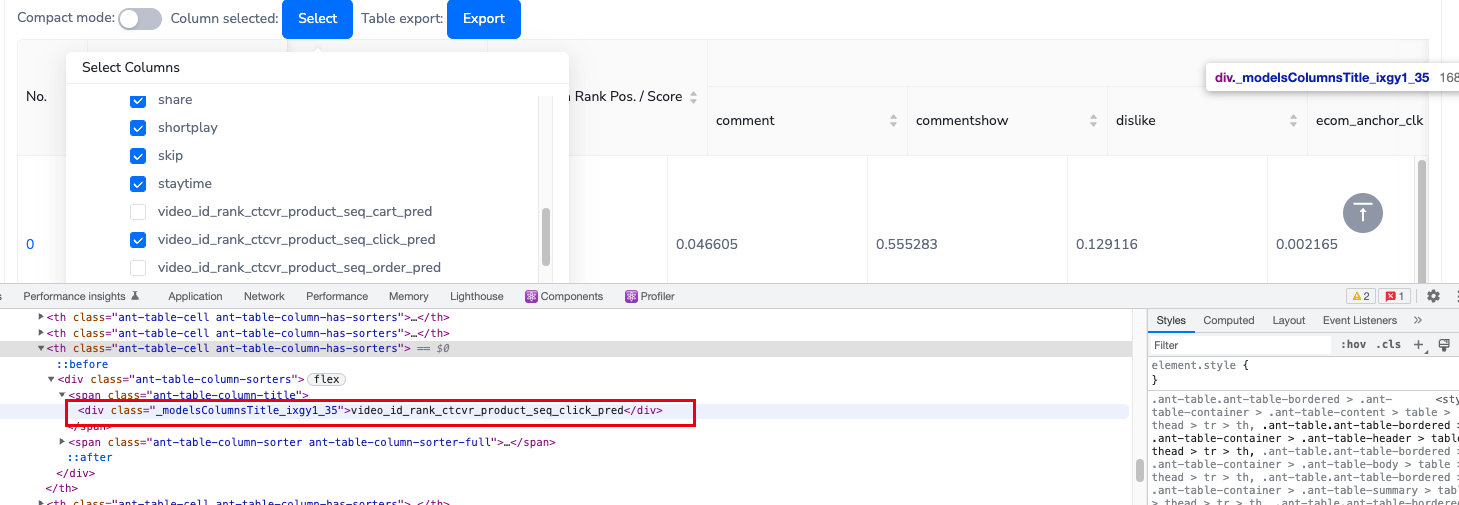 Compact mode: Column selected: Select Table export: Export
Select Columns
No.
share
shortplay
skip
staytime
video_id_rank_ctcvr_product_seq_cart_pred
video_id_rank_ctcvr_product_seq_click_pred
video_id_rank_ctcvr_product_seq_order_pred
Rank Pos. / Score
comment commentshow dislike ecom_anchor_clk
div._modelsColumnsTitle_ixgy1_35 168
0 0.046605 0.555283 0.129116 0.002165
Performance insights Application Network Performance Memory Lighthouse Components Profiler 2 1
<th class="ant-table-cell ant-table-column-has-sorters">…</th>
<th class="ant-table-cell ant-table-column-has-sorters">…</th>
<th class="ant-table-cell ant-table-column-has-sorters"> == $0
::before
<div class="ant-table-column-sorters"> flex
<span class="ant-table-column-title">
<div class="_modelsColumnsTitle_ixgy1_35">video_id_rank_ctcvr_product_seq_click_pred</div>
</span>
<span class="ant-table-column-sorter ant-table-column-sorter-full">…</span>
::after
</div>
</th>
<th class="ant-table-cell ant-table-column-has-sorters">…</th>
Styles Computed Layout Event Listeners »
Filter :hov .cls +
element.style {
}
.ant-table.ant-table-bordered > .ant- <sty
table-container > .ant-table-content > table >
thead > tr > th, .ant-table.ant-table-bordered >
.ant-table-container > .ant-table-header > table
thead > tr > th, .ant-table.ant-table-bordered >
.ant-table-container > .ant-table-body > table >
thead > tr > th, .ant-table.ant-table-bordered >
.ant-table-container > .ant-table-summary > tabl
thead > tr > th, .ant-table.ant-table-bordered >